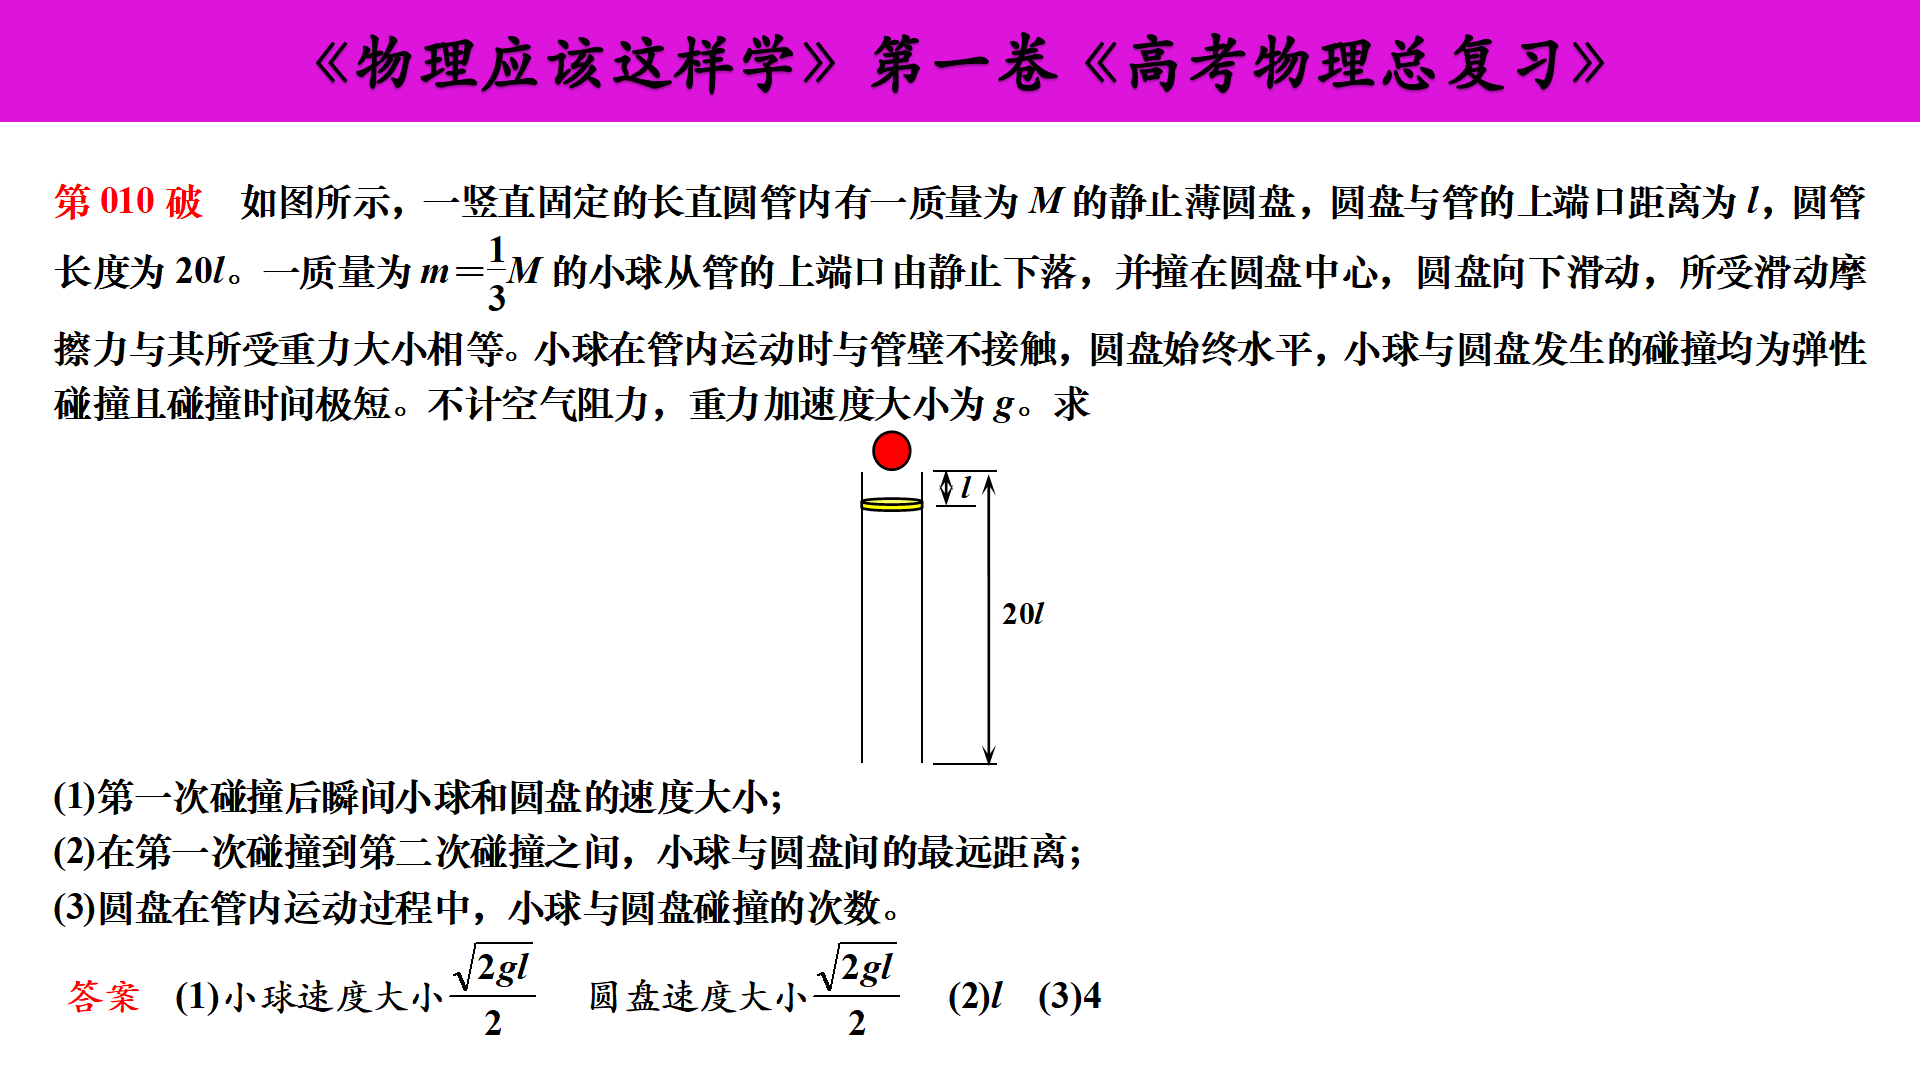 《物理应该这样学》第一卷《高考物理总复习》
第 010 破 如图所示，一竖直固定的长直圆管内有一质量为 M 的静止薄圆盘，圆盘与管的上端口距离为 l，圆管
长度为 20l。一质量为 m＝1/3M 的小球从管的上端口由静止下落，并撞在圆盘中心，圆盘向下滑动，所受滑动摩
擦力与其所受重力大小相等。小球在管内运动时与管壁不接触，圆盘始终水平，小球与圆盘发生的碰撞均为弹性
碰撞且碰撞时间极短。不计空气阻力，重力加速度大小为 g。求
l
20l
(1)第一次碰撞后瞬间小球和圆盘的速度大小；
(2)在第一次碰撞到第二次碰撞之间，小球与圆盘间的最远距离；
(3)圆盘在管内运动过程中，小球与圆盘碰撞的次数。
答案 (1)小球速度大小√2gl/2 圆盘速度大小√2gl/2 (2)l (3)4